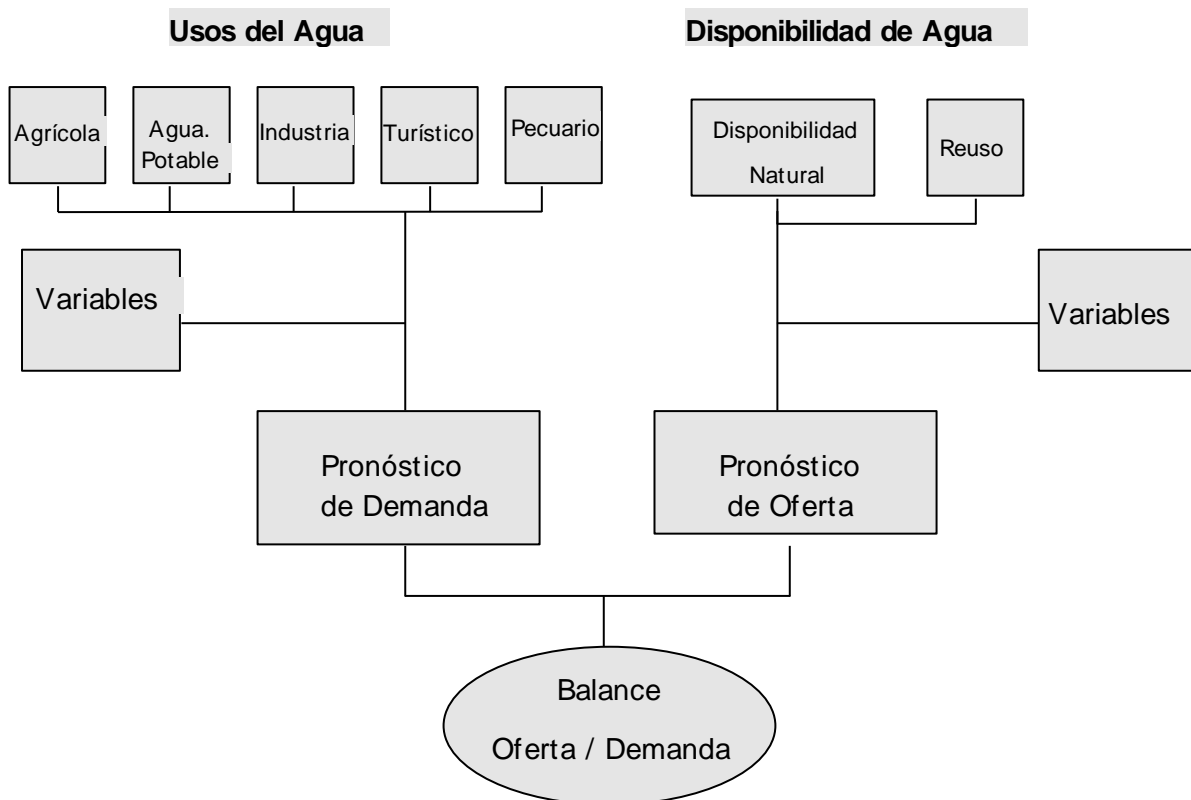 Usos del Agua
Disponibilidad de Agua
Agrícola
Agua.
Potable
Industria
Turístico
Pecuario
Disponibilidad
Natural
Reuso
Variables
Variables
Pronóstico
de Demanda
Pronóstico
de Oferta
Balance
Oferta / Demanda